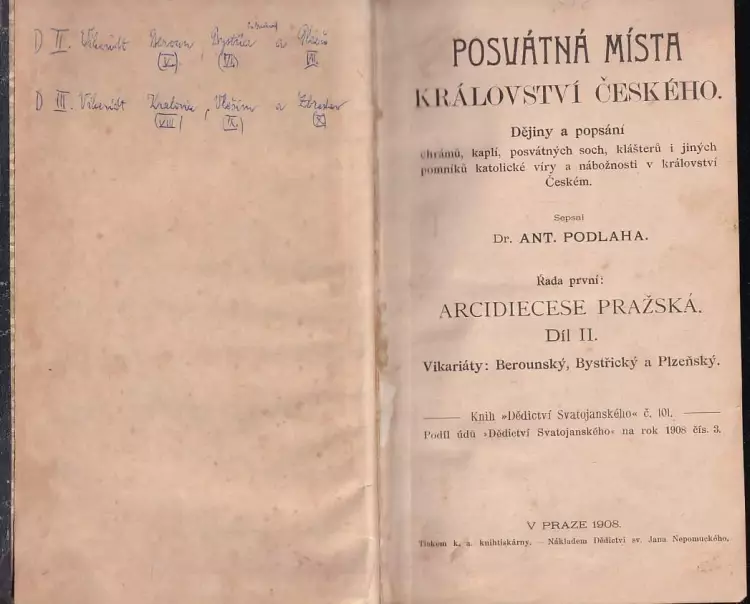 D II. Vikariát Beroun, Bystřice a Plzeň
(V.) (VI.) VII.
D III. Vikariát Kralovice, Vlašim a Zbraslav
(VIII) (IX.) (X)
POSVÁTNÁ MÍSTA
KRÁLOVSTVÍ ČESKÉHO.
Dějiny a popsání
chrámů, kaplí, posvátných soch, klášterů i jiných
pomníků katolické víry a nábožnosti v království
Českém.
Sepsal
Dr. ANT. PODLAHA.
Řada první:
ARCIDIECESE PRAŽSKÁ.
Díl II.
Vikariáty: Berounský, Bystřický a Plzeňský.
Knih »Dědictví Svatojanského« č. 101.
Podíl údů »Dědictví Svatojanského« na rok 1908 čís. 3.
V PRAZE 1908.
Tiskem k. a. knihtiskárny. — Nákladem Dědictví sv. Jana Nepomuckého.